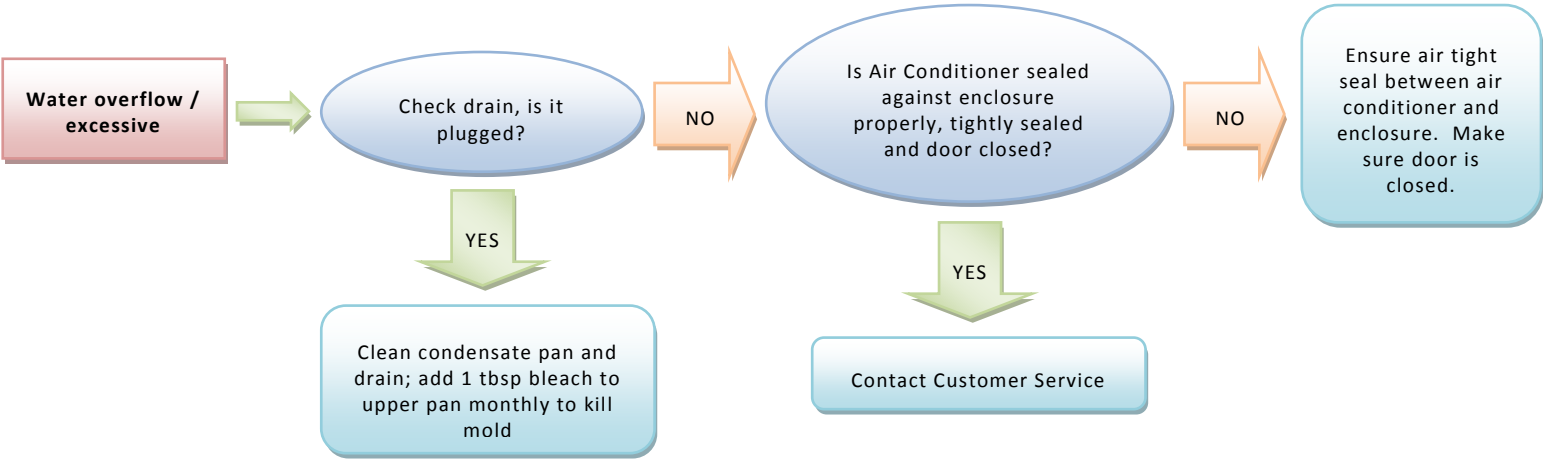 Water overflow /
excessive
Check drain, is it
plugged?
NO
Is Air Conditioner sealed
against enclosure
properly, tightly sealed
and door closed?
NO
Ensure air tight
seal between air
conditioner and
enclosure.  Make
sure door is
closed.
YES
Clean condensate pan and
drain; add 1 tbsp bleach to
upper pan monthly to kill
mold
YES
Contact Customer Service